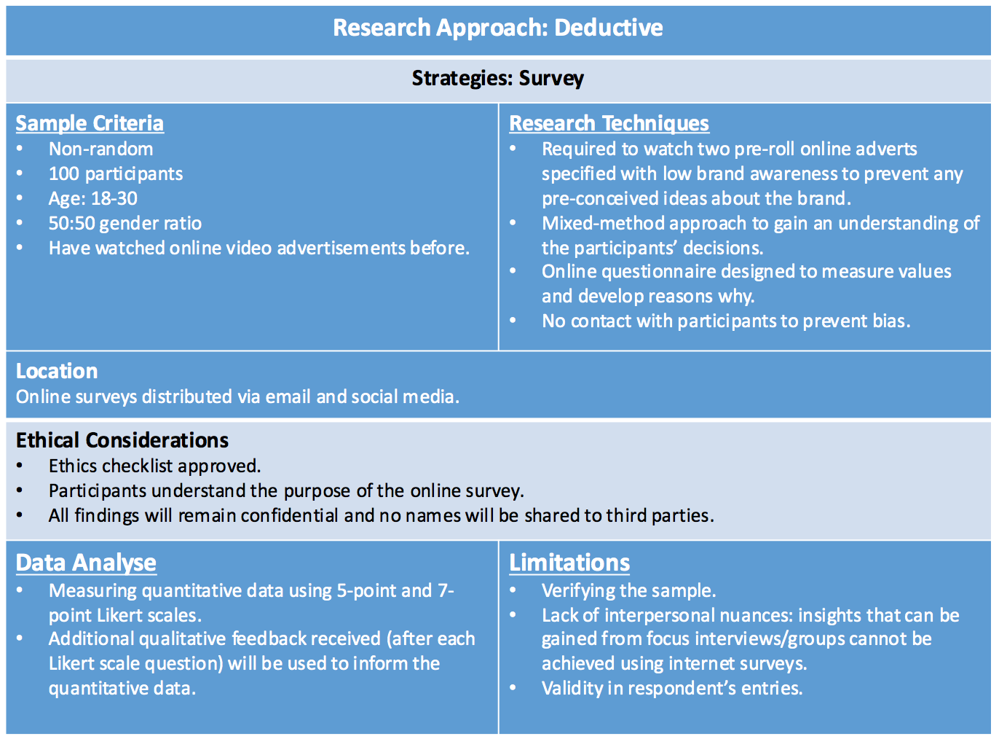 Research Approach: Deductive
Strategies: Survey
Sample Criteria
• Non-random
• 100 participants
• Age: 18-30
• 50:50 gender ratio
• Have watched online video advertisements before.
Research Techniques
• Required to watch two pre-roll online adverts
specified with low brand awareness to prevent any
pre-conceived ideas about the brand.
• Mixed-method approach to gain an understanding of
the participants’ decisions.
• Online questionnaire designed to measure values
and develop reasons why.
• No contact with participants to prevent bias.
Location
Online surveys distributed via email and social media.
Ethical Considerations
• Ethics checklist approved.
• Participants understand the purpose of the online survey.
• All findings will remain confidential and no names will be shared to third parties.
Data Analyse
• Measuring quantitative data using 5-point and 7-
point Likert scales.
• Additional qualitative feedback received (after each
Likert scale question) will be used to inform the
quantitative data.
Limitations
• Verifying the sample.
• Lack of interpersonal nuances: insights that can be
gained from focus interviews/groups cannot be
achieved using internet surveys.
• Validity in respondent’s entries.